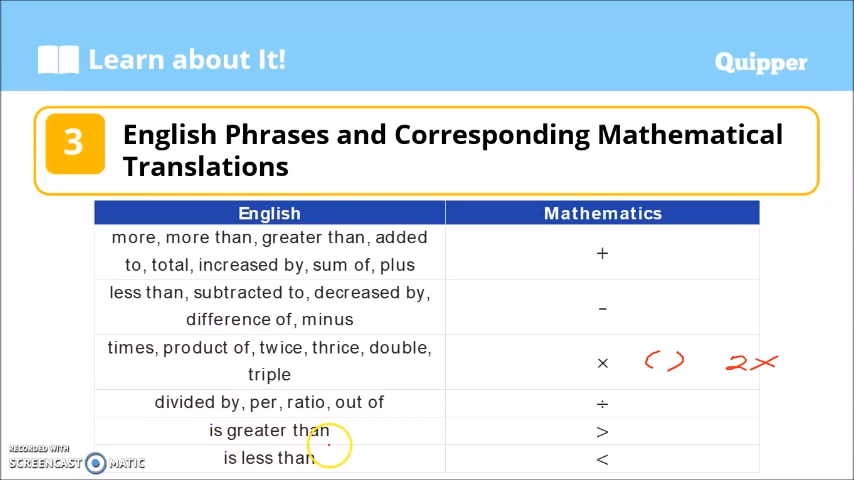 Learn about It!
Quipper
3
English Phrases and Corresponding Mathematical
Translations
English
Mathematics
more, more than, greater than, added
to, total, increased by, sum of, plus
+
less than, subtracted to, decreased by,
difference of, minus
-
times, product of, twice, thrice, double,
triple
× ( ) 2x
divided by, per, ratio, out of
÷
is greater than
>
is less than
<
RECORDED WITH
SCREENCAST MATIC